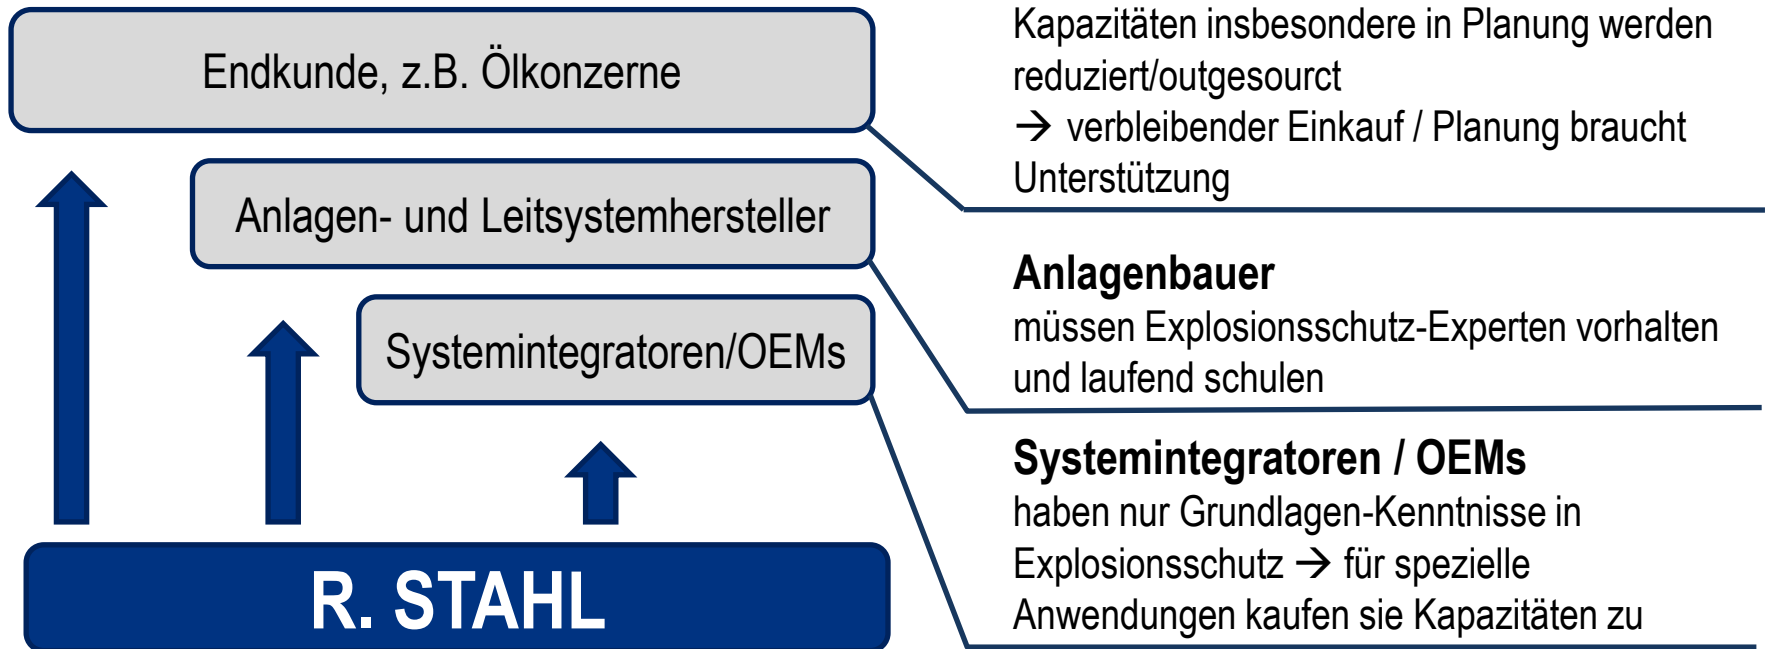 Endkunde, z.B. Ölkonzerne
Anlagen- und Leitsystemhersteller
Systemintegratoren/OEMs
R. STAHL
Kapazitäten insbesondere in Planung werden
reduziert/outgesourct
→ verbleibender Einkauf / Planung braucht
Unterstützung
Anlagenbauer
müssen Explosionsschutz-Experten vorhalten
und laufend schulen
Systemintegratoren / OEMs
haben nur Grundlagen-Kenntnisse in
Explosionsschutz → für spezielle
Anwendungen kaufen sie Kapazitäten zu